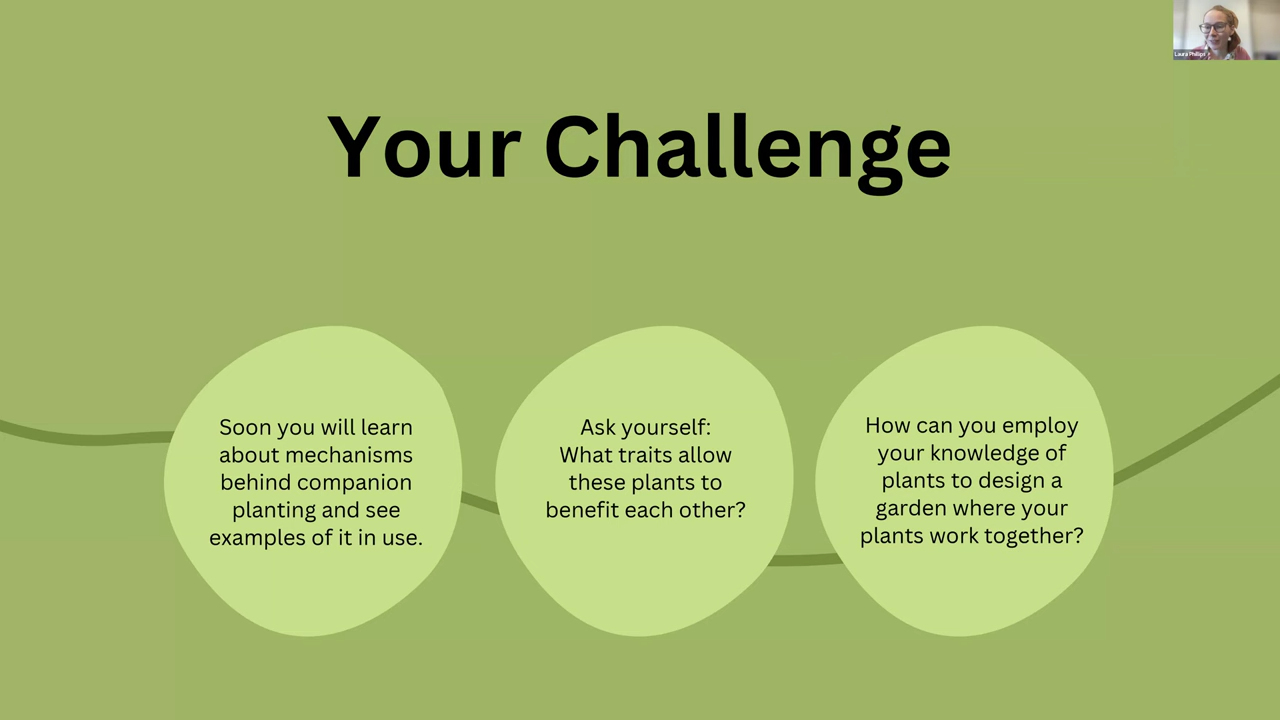 Laura Phillips
Your Challenge
Soon you will learn
about mechanisms
behind companion
planting and see
examples of it in use.
Ask yourself:
What traits allow
these plants to
benefit each other?
How can you employ
your knowledge of
plants to design a
garden where your
plants work together?